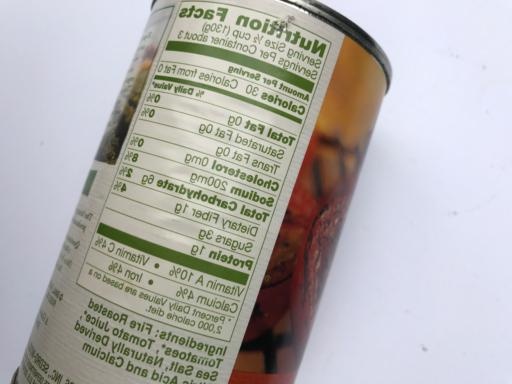 Nutrition Facts
Serving Size ½ cup (130g)
Servings Per Container about 3
Amount Per Serving
Calories 30 Calories from Fat 0
% Daily Value*
Total Fat 0g 0%
Saturated Fat 0g 0%
Trans Fat 0g
Cholesterol 0mg 0%
Sodium 200mg 8%
Total Carbohydrate 6g 2%
Dietary Fiber 1g 4%
Sugars 3g
Protein 1g
Vitamin A 10% • Vitamin C 4%
Calcium 4% • Iron 4%
* Percent Daily Values are based on a
2,000 calorie diet.
Ingredients: Fire Roasted
Tomatoes*, Tomato Juice*,
Sea Salt, Naturally Derived
Acid and Calcium